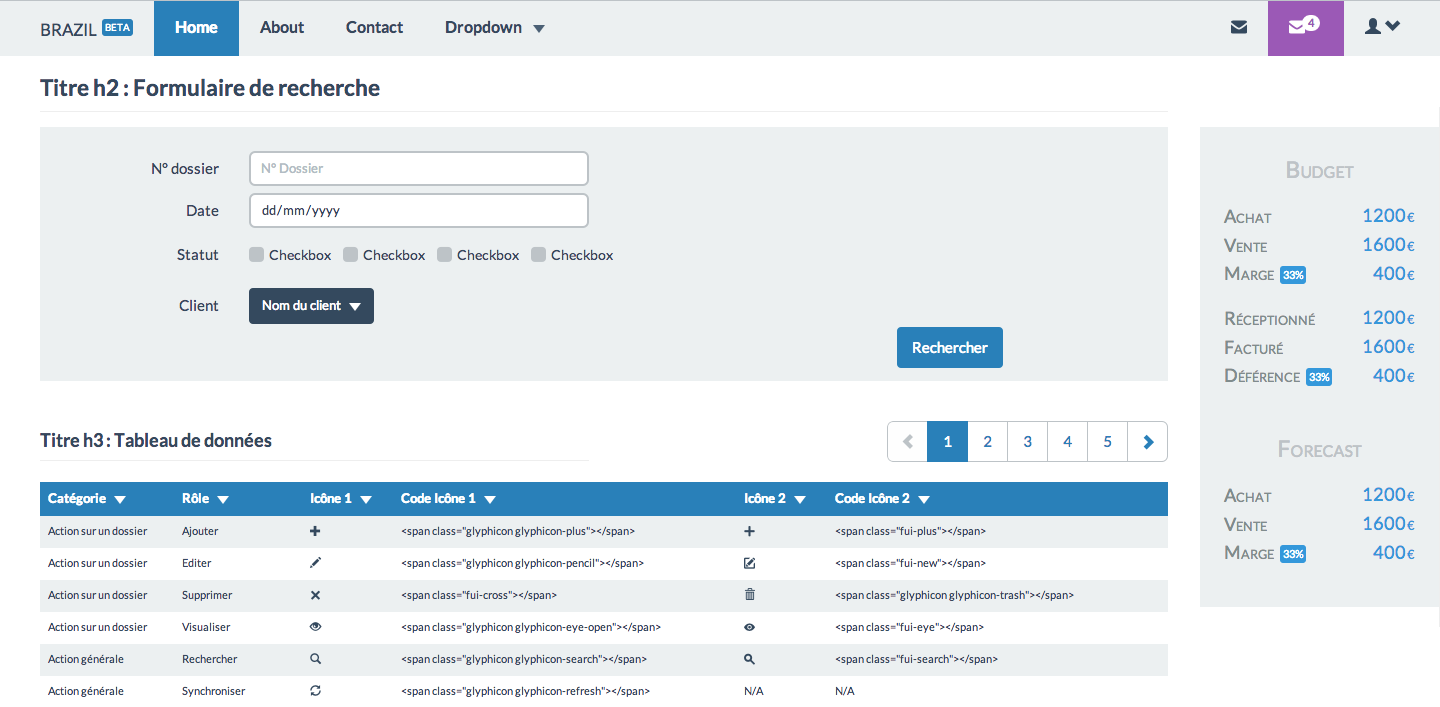 BRAZIL BETA Home About Contact Dropdown 4
Titre h2 : Formulaire de recherche
N° dossier N° Dossier
Date dd/mm/yyyy
Statut Checkbox Checkbox Checkbox Checkbox
Client Nom du client
Rechercher
Titre h3 : Tableau de données 1 2 3 4 5
Catégorie Rôle Icône 1 Code Icône 1 Icône 2 Code Icône 2
Action sur un dossier Ajouter <span class="glyphicon glyphicon-plus"></span> <span class="fui-plus"></span>
Action sur un dossier Editer <span class="glyphicon glyphicon-pencil"></span> <span class="fui-new"></span>
Action sur un dossier Supprimer <span class="fui-cross"></span> <span class="glyphicon glyphicon-trash"></span>
Action sur un dossier Visualiser <span class="glyphicon glyphicon-eye-open"></span> <span class="fui-eye"></span>
Action générale Rechercher <span class="glyphicon glyphicon-search"></span> <span class="fui-search"></span>
Action générale Synchroniser <span class="glyphicon glyphicon-refresh"></span> N/A N/A
Budget
Achat 1200€
Vente 1600€
Marge 33% 400€
Réceptionné 1200€
Facturé 1600€
Déférence 33% 400€
Forecast
Achat 1200€
Vente 1600€
Marge 33% 400€